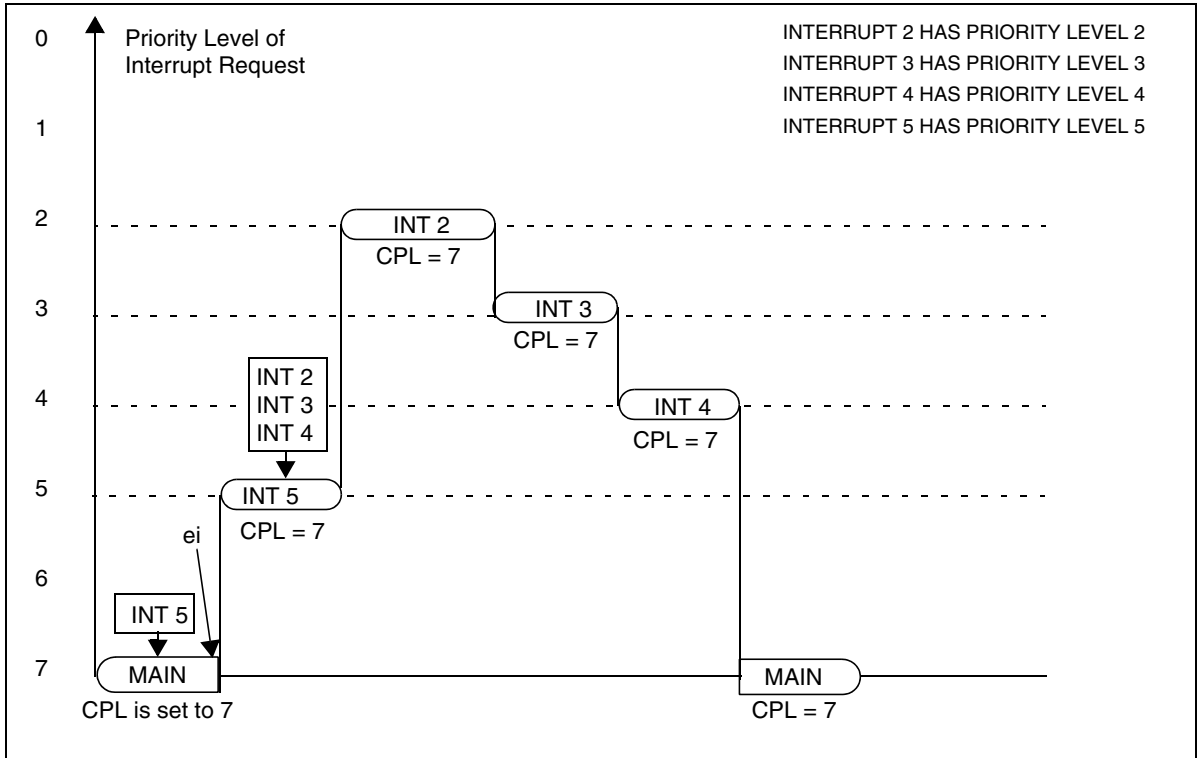 0
Priority Level of
Interrupt Request
INTERRUPT 2 HAS PRIORITY LEVEL 2
INTERRUPT 3 HAS PRIORITY LEVEL 3
INTERRUPT 4 HAS PRIORITY LEVEL 4
INTERRUPT 5 HAS PRIORITY LEVEL 5
1
2
INT 2
CPL = 7
3
INT 3
CPL = 7
INT 2
INT 3
INT 4
4
INT 4
CPL = 7
5
INT 5
CPL = 7
ei
6
INT 5
7
MAIN
CPL is set to 7
MAIN
CPL = 7